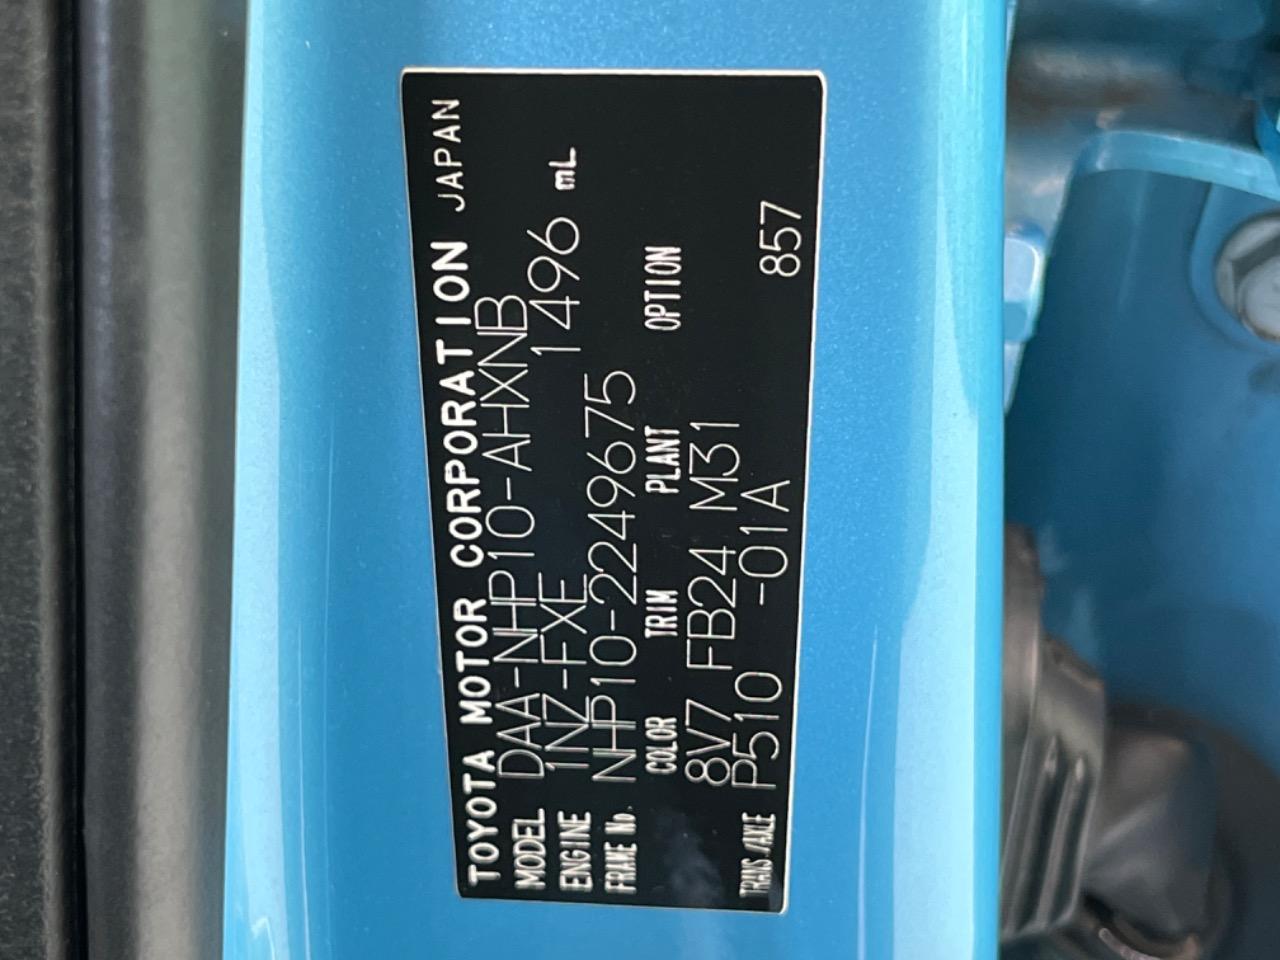 TOYOTA MOTOR CORPORATION JAPAN
MODEL DAA-NHP10-AHXNB
ENGINE 1NZ-FXE 1496 mL
FRAME No. NHP10-2249675
COLOR TRIM PLANT OPTION
8V7 FB24 M31
TRANS/AXLE P510 -01A 857